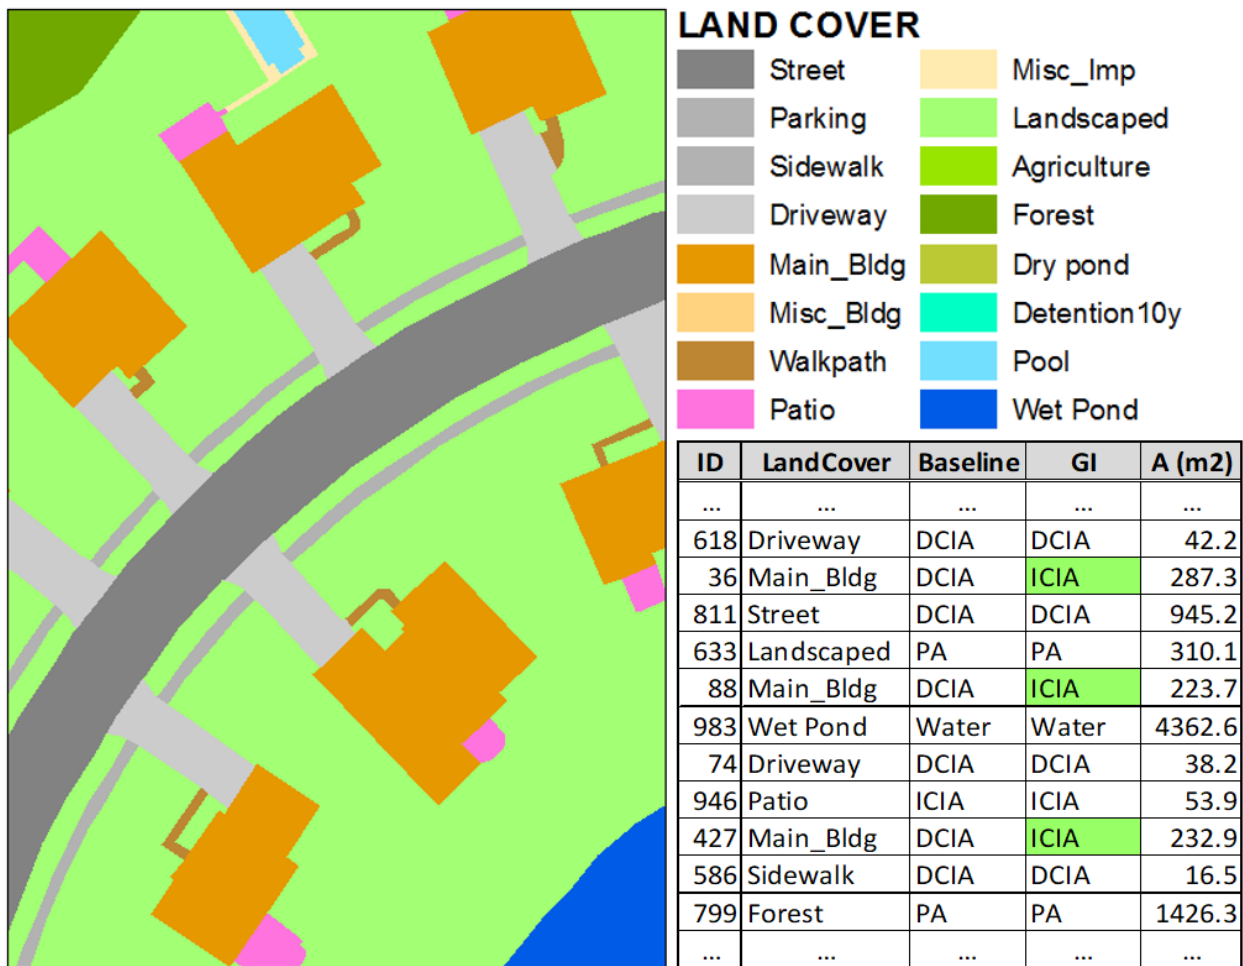 LAND COVER
Street
Parking
Sidewalk
Driveway
Main_Bldg
Misc_Bldg
Walkpath
Patio
Misc_Imp
Landscaped
Agriculture
Forest
Dry pond
Detention10y
Pool
Wet Pond
ID LandCover Baseline GI A (m2)
... ... ... ... ...
618 Driveway DCIA DCIA 42.2
36 Main_Bldg DCIA ICIA 287.3
811 Street DCIA DCIA 945.2
633 Landscaped PA PA 310.1
88 Main_Bldg DCIA ICIA 223.7
983 Wet Pond Water Water 4362.6
74 Driveway DCIA DCIA 38.2
946 Patio ICIA ICIA 53.9
427 Main_Bldg DCIA ICIA 232.9
586 Sidewalk DCIA DCIA 16.5
799 Forest PA PA 1426.3
... ... ... ... ...